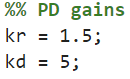 %% PD gains
kr = 1.5;
kd = 5;